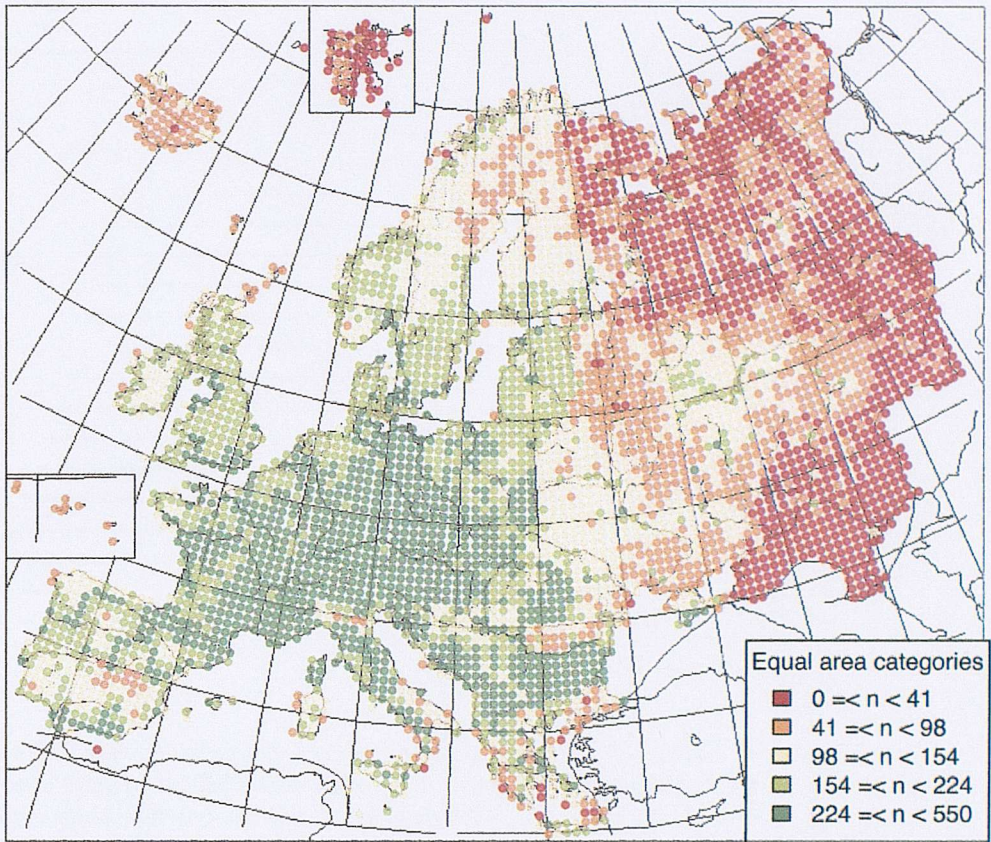 Equal area categories
0 =< n < 41
41 =< n < 98
98 =< n < 154
154 =< n < 224
224 =< n < 550